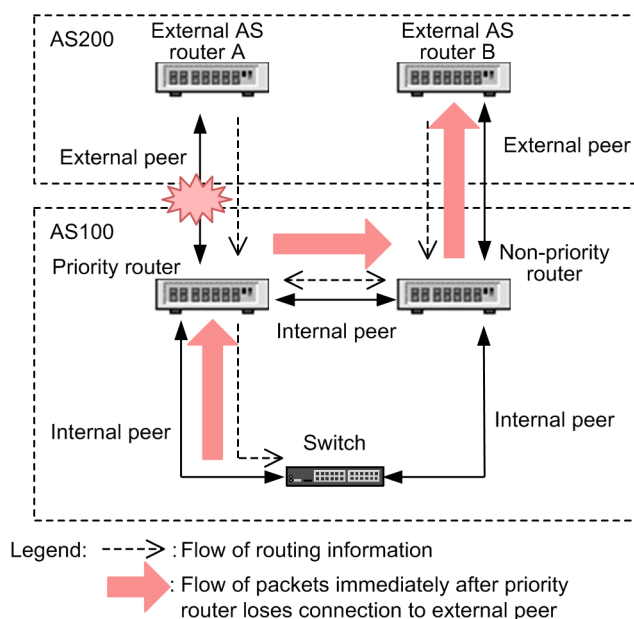 AS200
External AS
router A
External AS
router B
External peer
External peer
AS100
Priority router
Non-priority
router
Internal peer
Internal peer
Internal peer
Switch
Legend:
: Flow of routing information
: Flow of packets immediately after priority
router loses connection to external peer